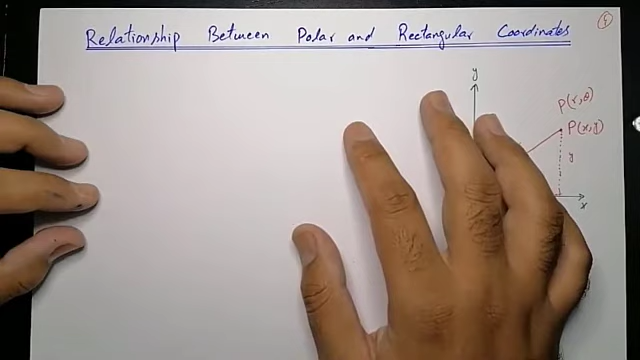 Relationship Between Polar and Rectangular Coordinates
y
P(r,θ)
P(x,y)
y
x